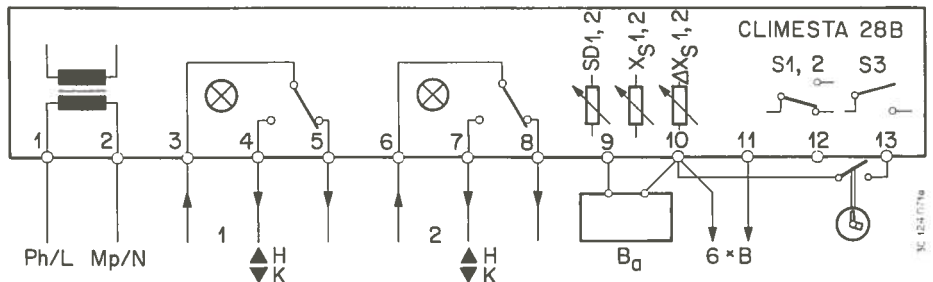 CLIMESTA 28B
SD1, 2
XS1, 2
ΔXS1, 2
S1, 2
S3
1 2 3 4 5 6 7 8 9 10 11 12 13
Ph/L
Mp/N
1
H
K
2
H
K
Ba
6 × B